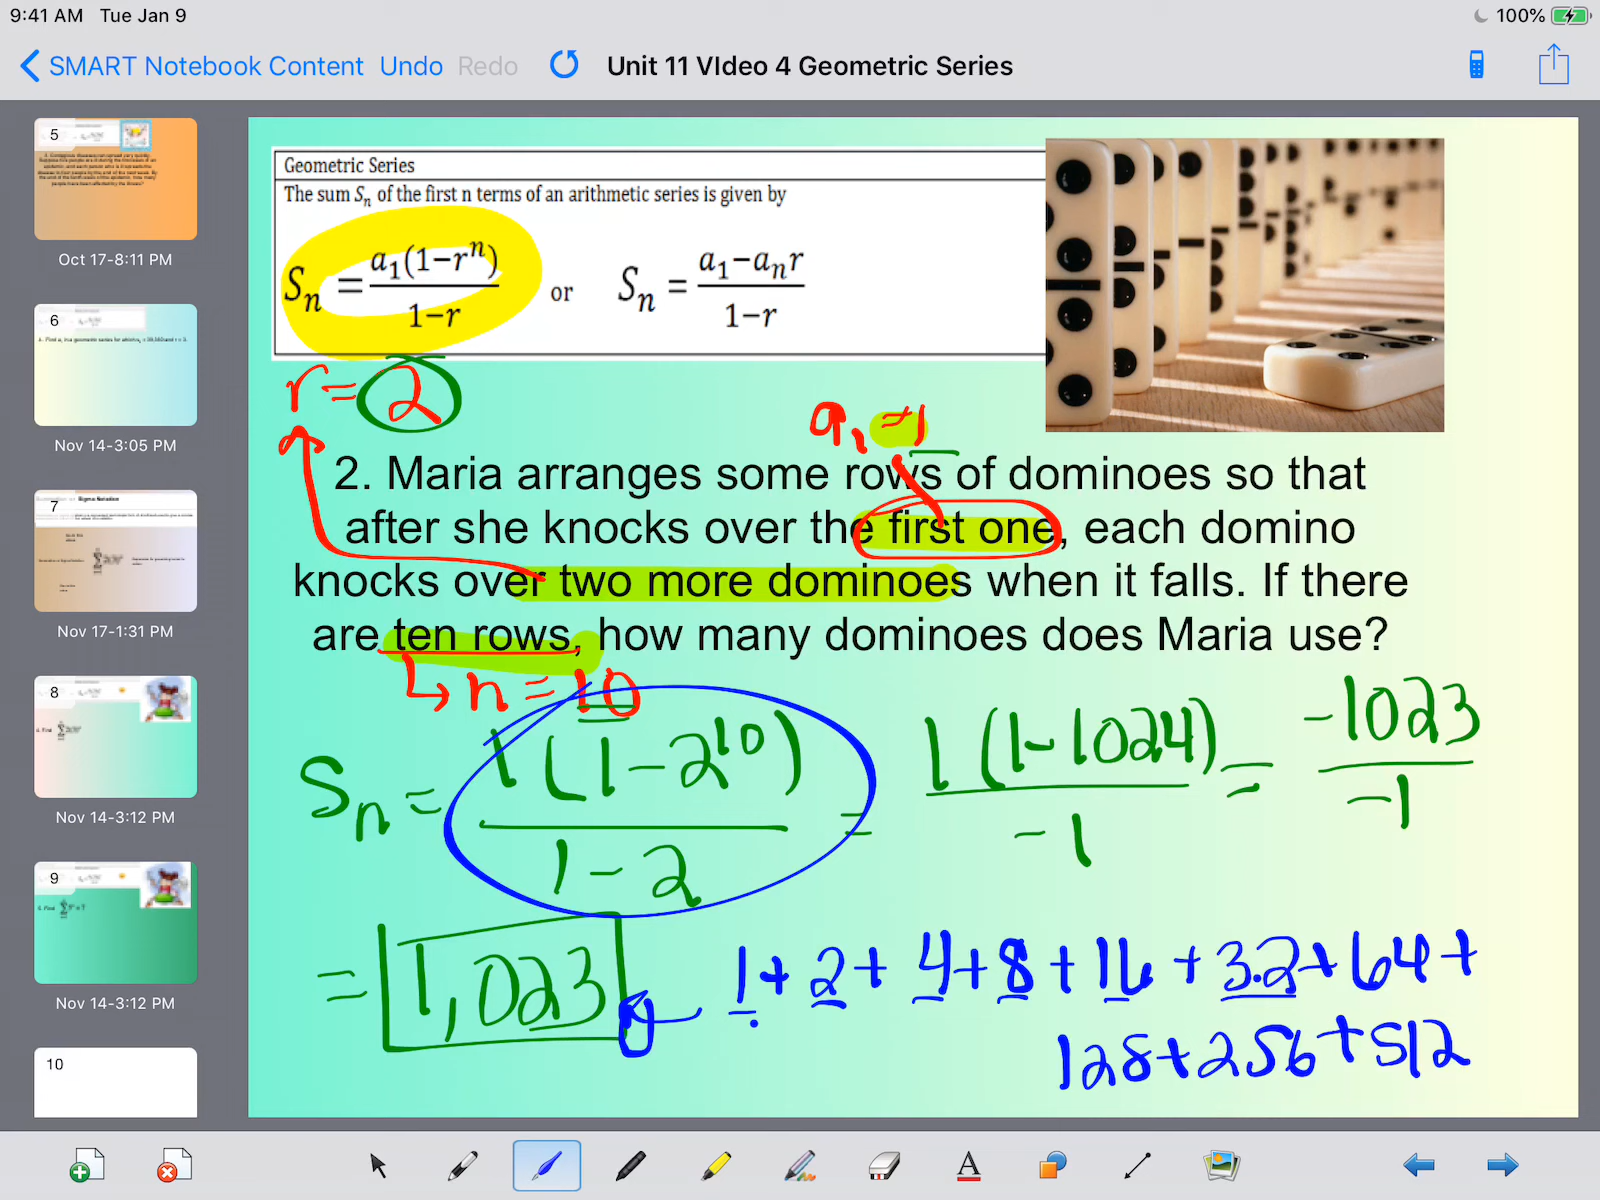 9:41 AM Tue Jan 9
100%
SMART Notebook Content Undo Redo Unit 11 VIdeo 4 Geometric Series
5
Oct 17-8:11 PM
6
Nov 14-3:05 PM
7
Sigma Notation
Nov 17-1:31 PM
8
Nov 14-3:12 PM
9
Nov 14-3:12 PM
10
Geometric Series
The sum Sₙ of the first n terms of an arithmetic series is given by
Sₙ = a₁(1−rⁿ) / 1−r or Sₙ = a₁−aₙr / 1−r
r = 2
a₁ = 1
2. Maria arranges some rows of dominoes so that
after she knocks over the first one, each domino
knocks over two more dominoes when it falls. If there
are ten rows, how many dominoes does Maria use?
n = 10
Sn = 1(1-2¹⁰) / 1-2 = 1(1-1024) / -1 = -1023 / -1
= 1,023
1+2+4+8+16+32+64+
128+256+512
A